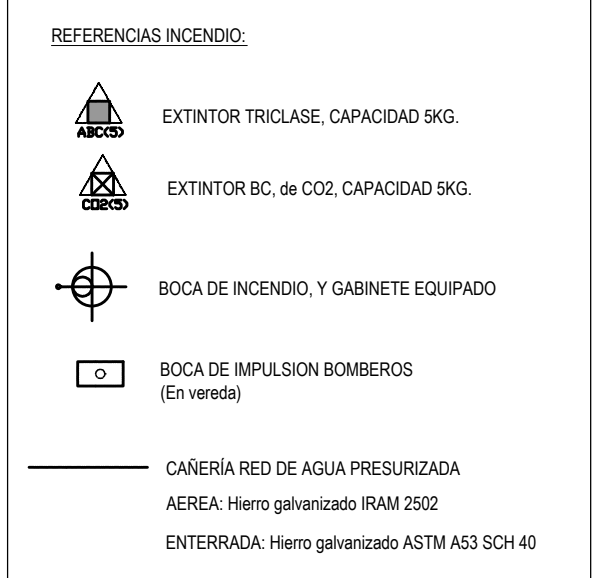 REFERENCIAS INCENDIO:
ABC(5)
EXTINTOR TRICLASE, CAPACIDAD 5KG.
CO2(5)
EXTINTOR BC, de CO2, CAPACIDAD 5KG.
BOCA DE INCENDIO, Y GABINETE EQUIPADO
BOCA DE IMPULSION BOMBEROS
(En vereda)
CAÑERÍA RED DE AGUA PRESURIZADA
AEREA: Hierro galvanizado IRAM 2502
ENTERRADA: Hierro galvanizado ASTM A53 SCH 40